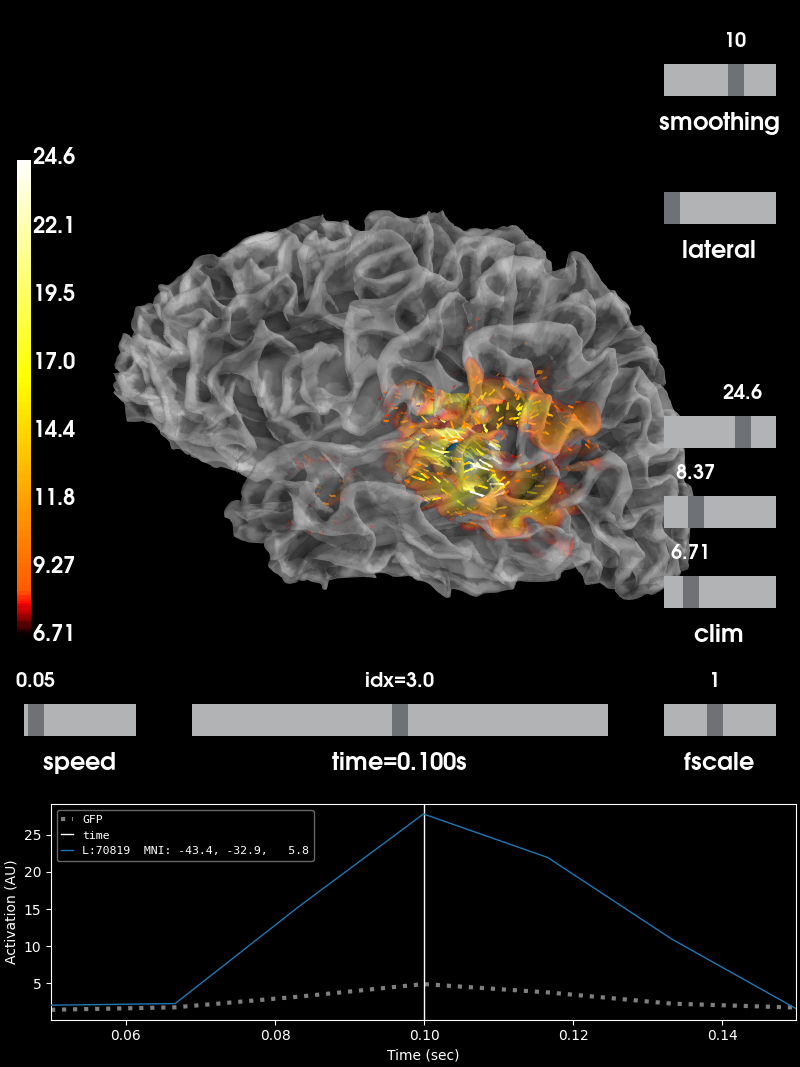 10
smoothing
lateral
24.6
22.1
19.5
17.0
14.4
11.8
9.27
6.71
24.6
8.37
6.71
clim
0.05
speed
idx=3.0
time=0.100s
1
fscale
GFP
time
L:70819 MNI: -43.4, -32.9, 5.8
Activation (AU)
25
20
15
10
5
0.06 0.08 0.10 0.12 0.14
Time (sec)